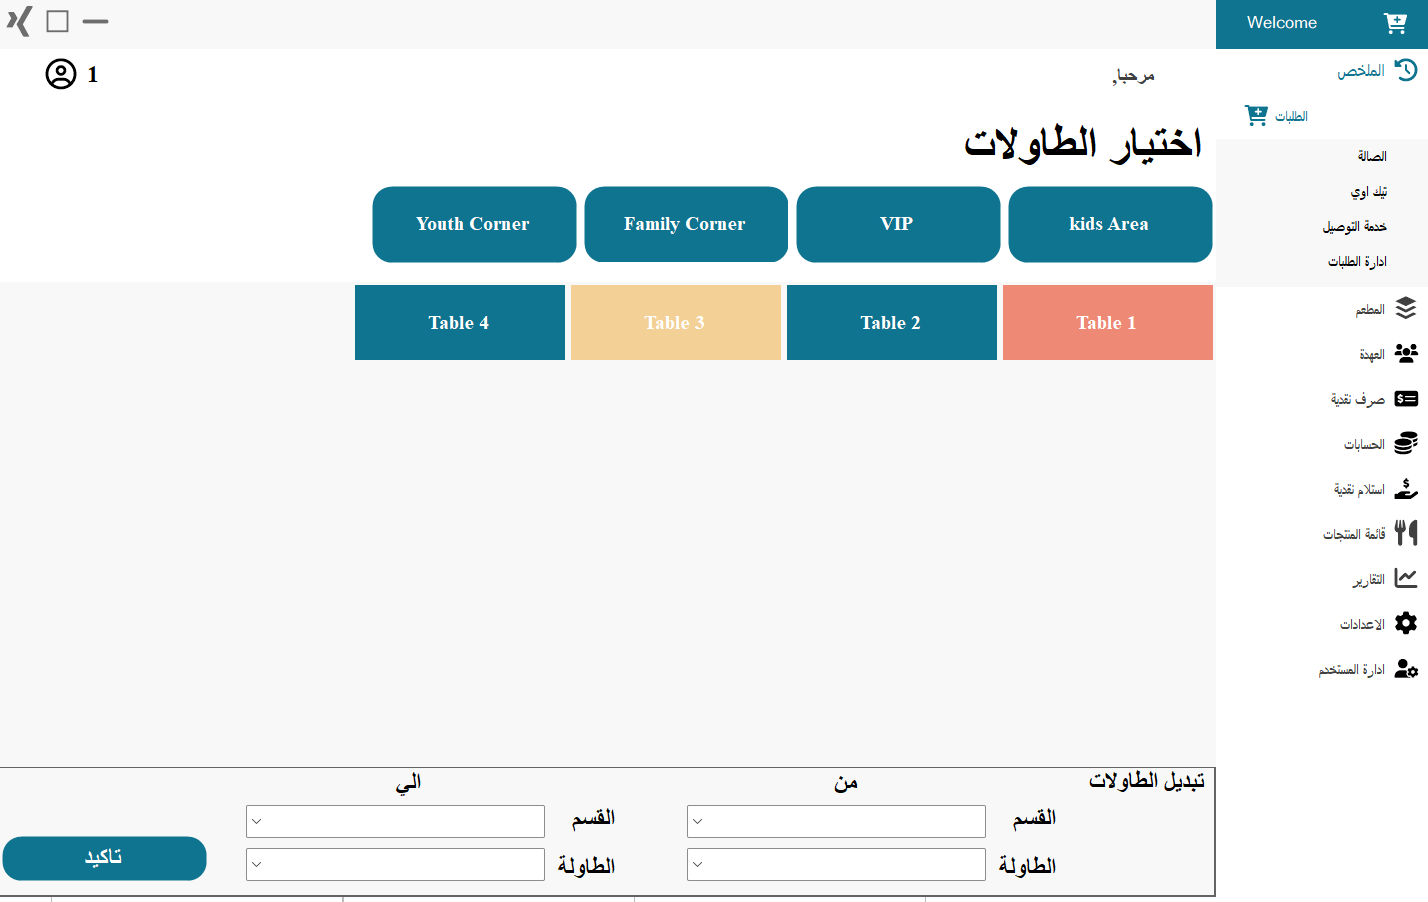 Welcome
الملخص
الطلبات
الصالة
تيك اوي
خدمة التوصيل
ادارة الطلبات
المطعم
العهدة
صرف نقدية
الحسابات
استلام نقدية
قائمة المنتجات
التقارير
الاعدادات
ادارة المستخدم
مرحبا,
1
اختيار الطاولات
kids Area
VIP
Family Corner
Youth Corner
Table 1
Table 2
Table 3
Table 4
تبديل الطاولات
من
الي
القسم
القسم
الطاولة
الطاولة
تاكيد